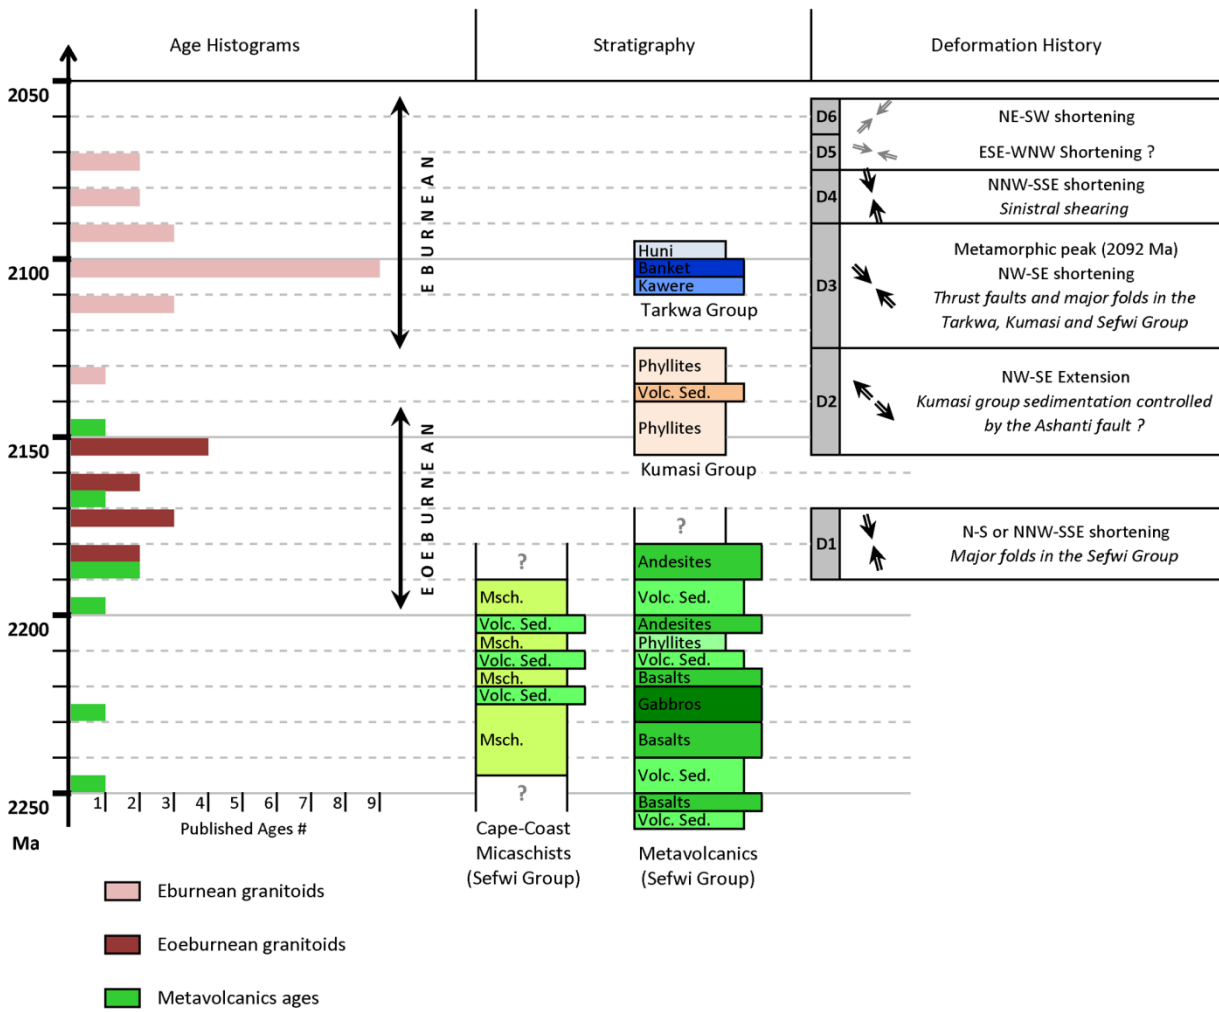 Age Histograms
Stratigraphy
Deformation History
2050
2100
2150
2200
2250
Ma
1 2 3 4 5 6 7 8 9
Published Ages #
EBURNEAN
EOEBURNEAN
Huni
Banket
Kawere
Tarkwa Group
Phyllites
Volc. Sed.
Phyllites
Kumasi Group
?
Msch.
Volc. Sed.
Msch.
Volc. Sed.
Msch.
Volc. Sed.
Msch.
?
Cape-Coast
Micaschists
(Sefwi Group)
?
Andesites
Volc. Sed.
Andesites
Phyllites
Volc. Sed.
Basalts
Gabbros
Basalts
Volc. Sed.
Basalts
Volc. Sed.
Metavolcanics
(Sefwi Group)
D6
NE-SW shortening
D5
ESE-WNW Shortening ?
D4
NNW-SSE shortening
Sinistral shearing
D3
Metamorphic peak (2092 Ma)
NW-SE shortening
Thrust faults and major folds in the
Tarkwa, Kumasi and Sefwi Group
D2
NW-SE Extension
Kumasi group sedimentation controlled
by the Ashanti fault ?
D1
N-S or NNW-SSE shortening
Major folds in the Sefwi Group
Eburnean granitoids
Eoeburnean granitoids
Metavolcanics ages